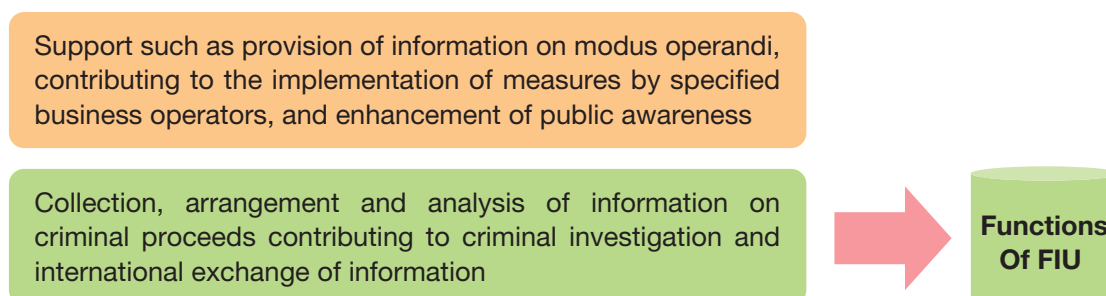 Support such as provision of information on modus operandi,
contributing to the implementation of measures by specified
business operators, and enhancement of public awareness
Collection, arrangement and analysis of information on
criminal proceeds contributing to criminal investigation and
international exchange of information
Functions
Of FIU